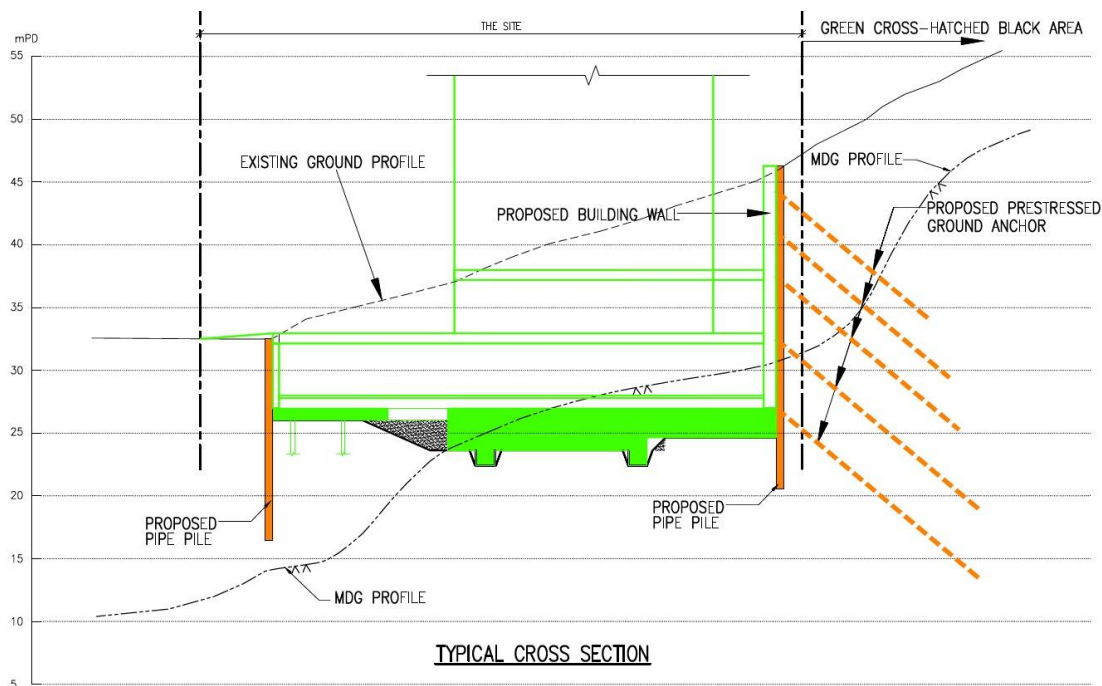 THE SITE
GREEN CROSS-HATCHED BLACK AREA
mPD
55
50
45
40
35
30
25
20
15
10
5
EXISTING GROUND PROFILE
MDG PROFILE
PROPOSED BUILDING WALL
PROPOSED PRESTRESSED
GROUND ANCHOR
PROPOSED
PIPE PILE
PROPOSED
PIPE PILE
MDG PROFILE
TYPICAL CROSS SECTION